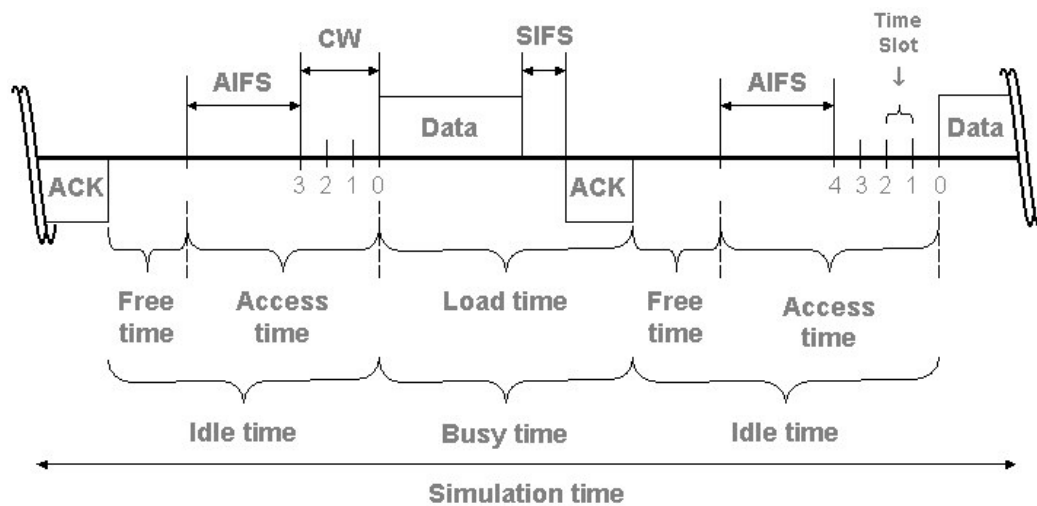 Time
Slot
CW
SIFS
AIFS
AIFS
Data
Data
3 2 1 0
4 3 2 1 0
ACK
ACK
Free
time
Access
time
Load time
Free
time
Access
time
Idle time
Busy time
Idle time
Simulation time